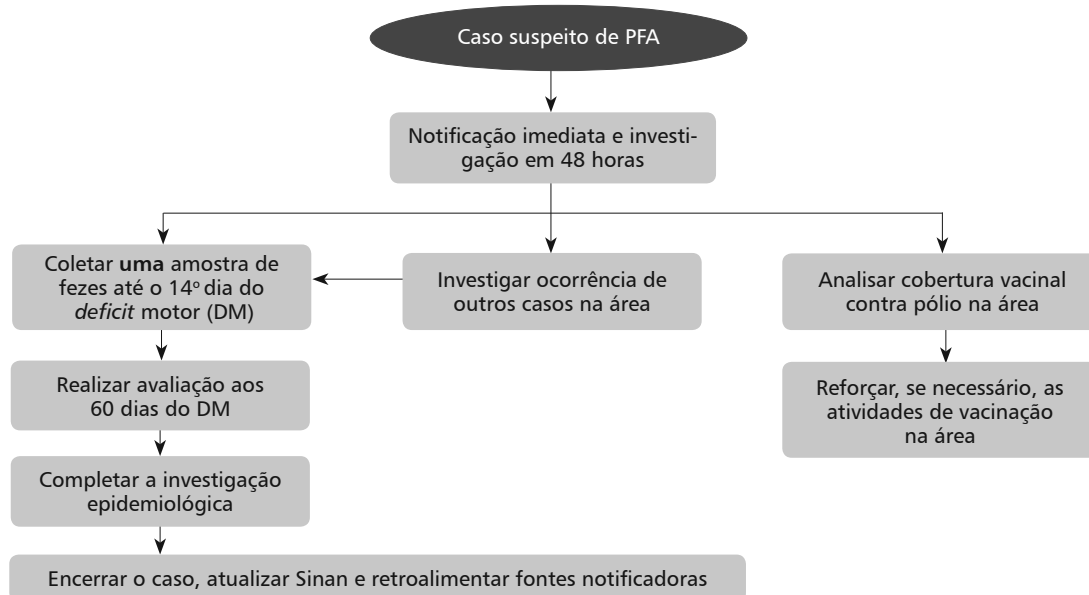 Caso suspeito de PFA
Notificação imediata e investi-
gação em 48 horas
Coletar uma amostra de
fezes até o 14º dia do
deficit motor (DM)
Investigar ocorrência de
outros casos na área
Analisar cobertura vacinal
contra pólio na área
Realizar avaliação aos
60 dias do DM
Reforçar, se necessário, as
atividades de vacinação
na área
Completar a investigação
epidemiológica
Encerrar o caso, atualizar Sinan e retroalimentar fontes notificadoras